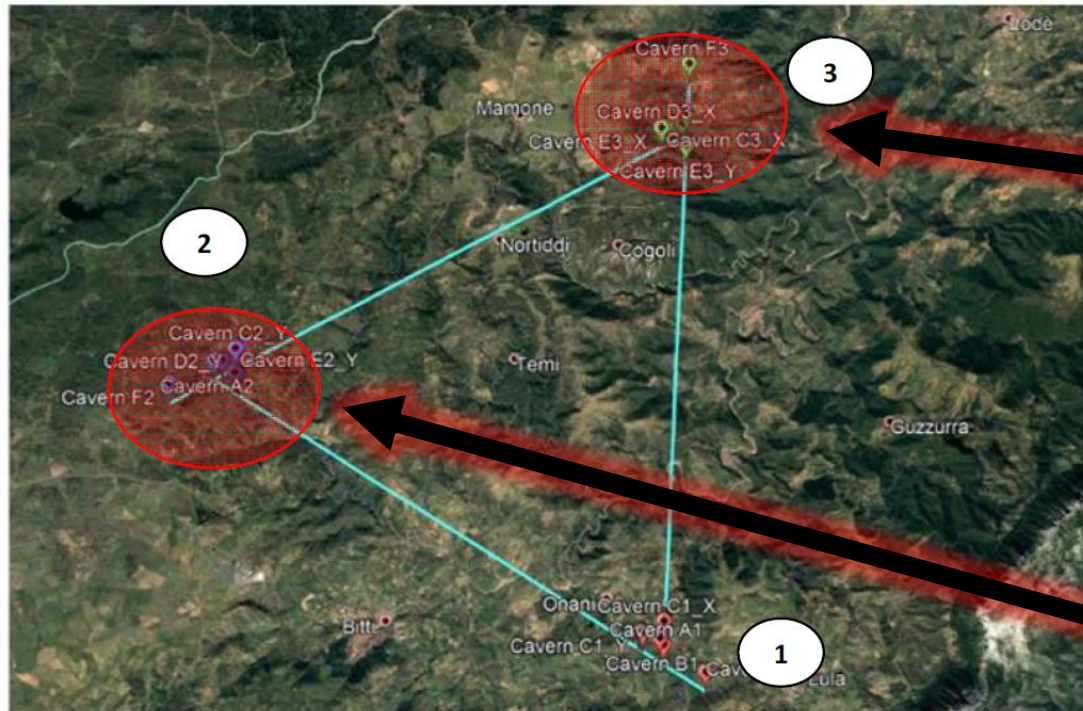 Lode
Cavern F3
3
Mamone
Cavern D3_X
Cavern E3_X
Cavern C3_X
Cavern E3_Y
2
Nortiddi
Cogoli
Cavern C2_Y
Cavern D2_Y
Cavern E2_Y
Temi
Cavern A2
Cavern F2
Guzzurra
Onani
Cavern C1_X
Bitti
Cavern A1
Cavern C1_Y
Cavern B1
1
Lula